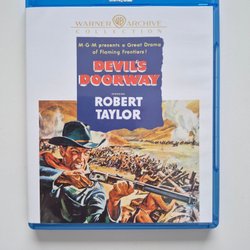 WARNER ARCHIVE
COLLECTION
M-G-M presents a Great Drama
of Flaming Frontiers!
DEVIL'S
DOORWAY
ROBERT
TAYLOR